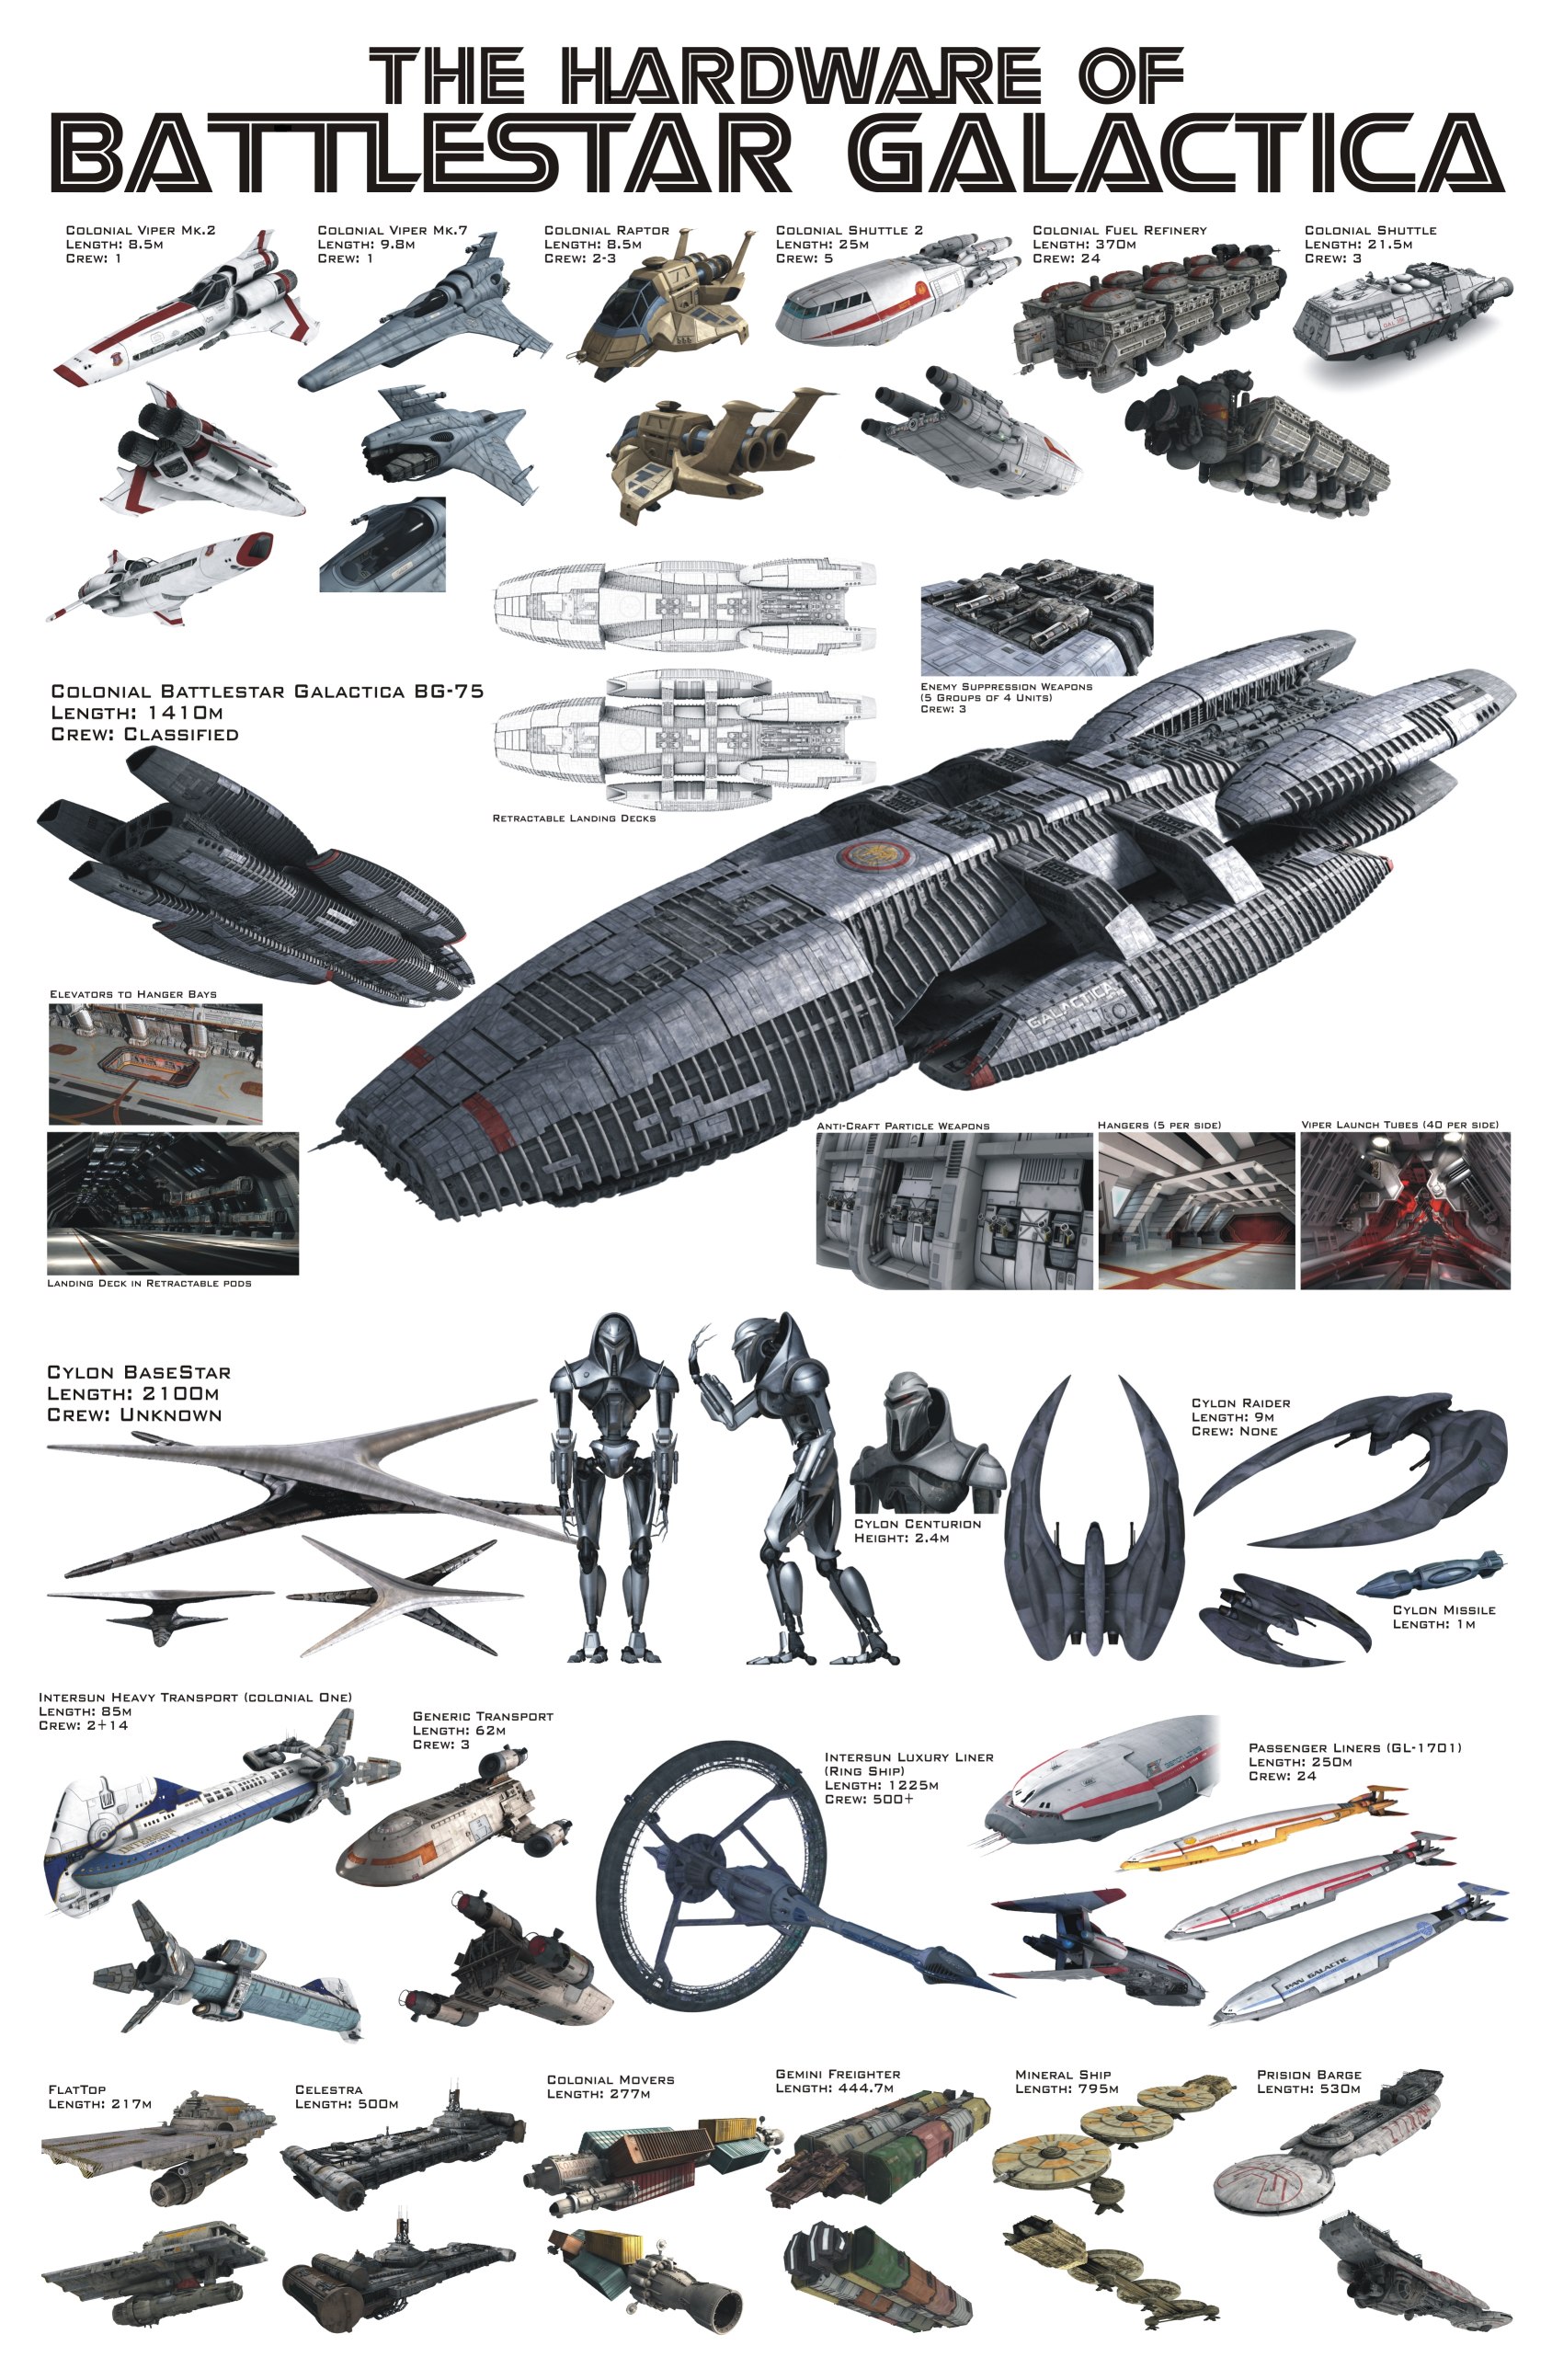 THE HARDWARE OF
BATTLESTAR GALACTICA
COLONIAL VIPER MK.2
LENGTH: 8.5M
CREW: 1
COLONIAL VIPER MK.7
LENGTH: 9.8M
CREW: 1
COLONIAL RAPTOR
LENGTH: 8.5M
CREW: 2-3
COLONIAL SHUTTLE 2
LENGTH: 25M
CREW: 5
COLONIAL FUEL REFINERY
LENGTH: 370M
CREW: 24
COLONIAL SHUTTLE
LENGTH: 21.5M
CREW: 3
ENEMY SUPPRESSION WEAPONS
(5 GROUPS OF 4 UNITS)
CREW: 3
COLONIAL BATTLESTAR GALACTICA BG-75
LENGTH: 1410M
CREW: CLASSIFIED
RETRACTABLE LANDING DECKS
GALACTICA
ELEVATORS TO HANGER BAYS
LANDING DECK IN RETRACTABLE PODS
ANTI-CRAFT PARTICLE WEAPONS
HANGERS (5 PER SIDE)
VIPER LAUNCH TUBES (40 PER SIDE)
CYLON BASESTAR
LENGTH: 2100M
CREW: UNKNOWN
CYLON CENTURION
HEIGHT: 2.4M
CYLON RAIDER
LENGTH: 9M
CREW: NONE
CYLON MISSILE
LENGTH: 1M
INTERSUN HEAVY TRANSPORT (COLONIAL ONE)
LENGTH: 85M
CREW: 2+14
INTERSUN
GENERIC TRANSPORT
LENGTH: 62M
CREW: 3
INTERSUN LUXURY LINER
(RING SHIP)
LENGTH: 1225M
CREW: 500+
PASSENGER LINERS (GL-1701)
LENGTH: 250M
CREW: 24
PAN GALACTIC
FLATTOP
LENGTH: 217M
CELESTRA
LENGTH: 500M
COLONIAL MOVERS
LENGTH: 277M
GEMINI FREIGHTER
LENGTH: 444.7M
MINERAL SHIP
LENGTH: 795M
PRISION BARGE
LENGTH: 530M